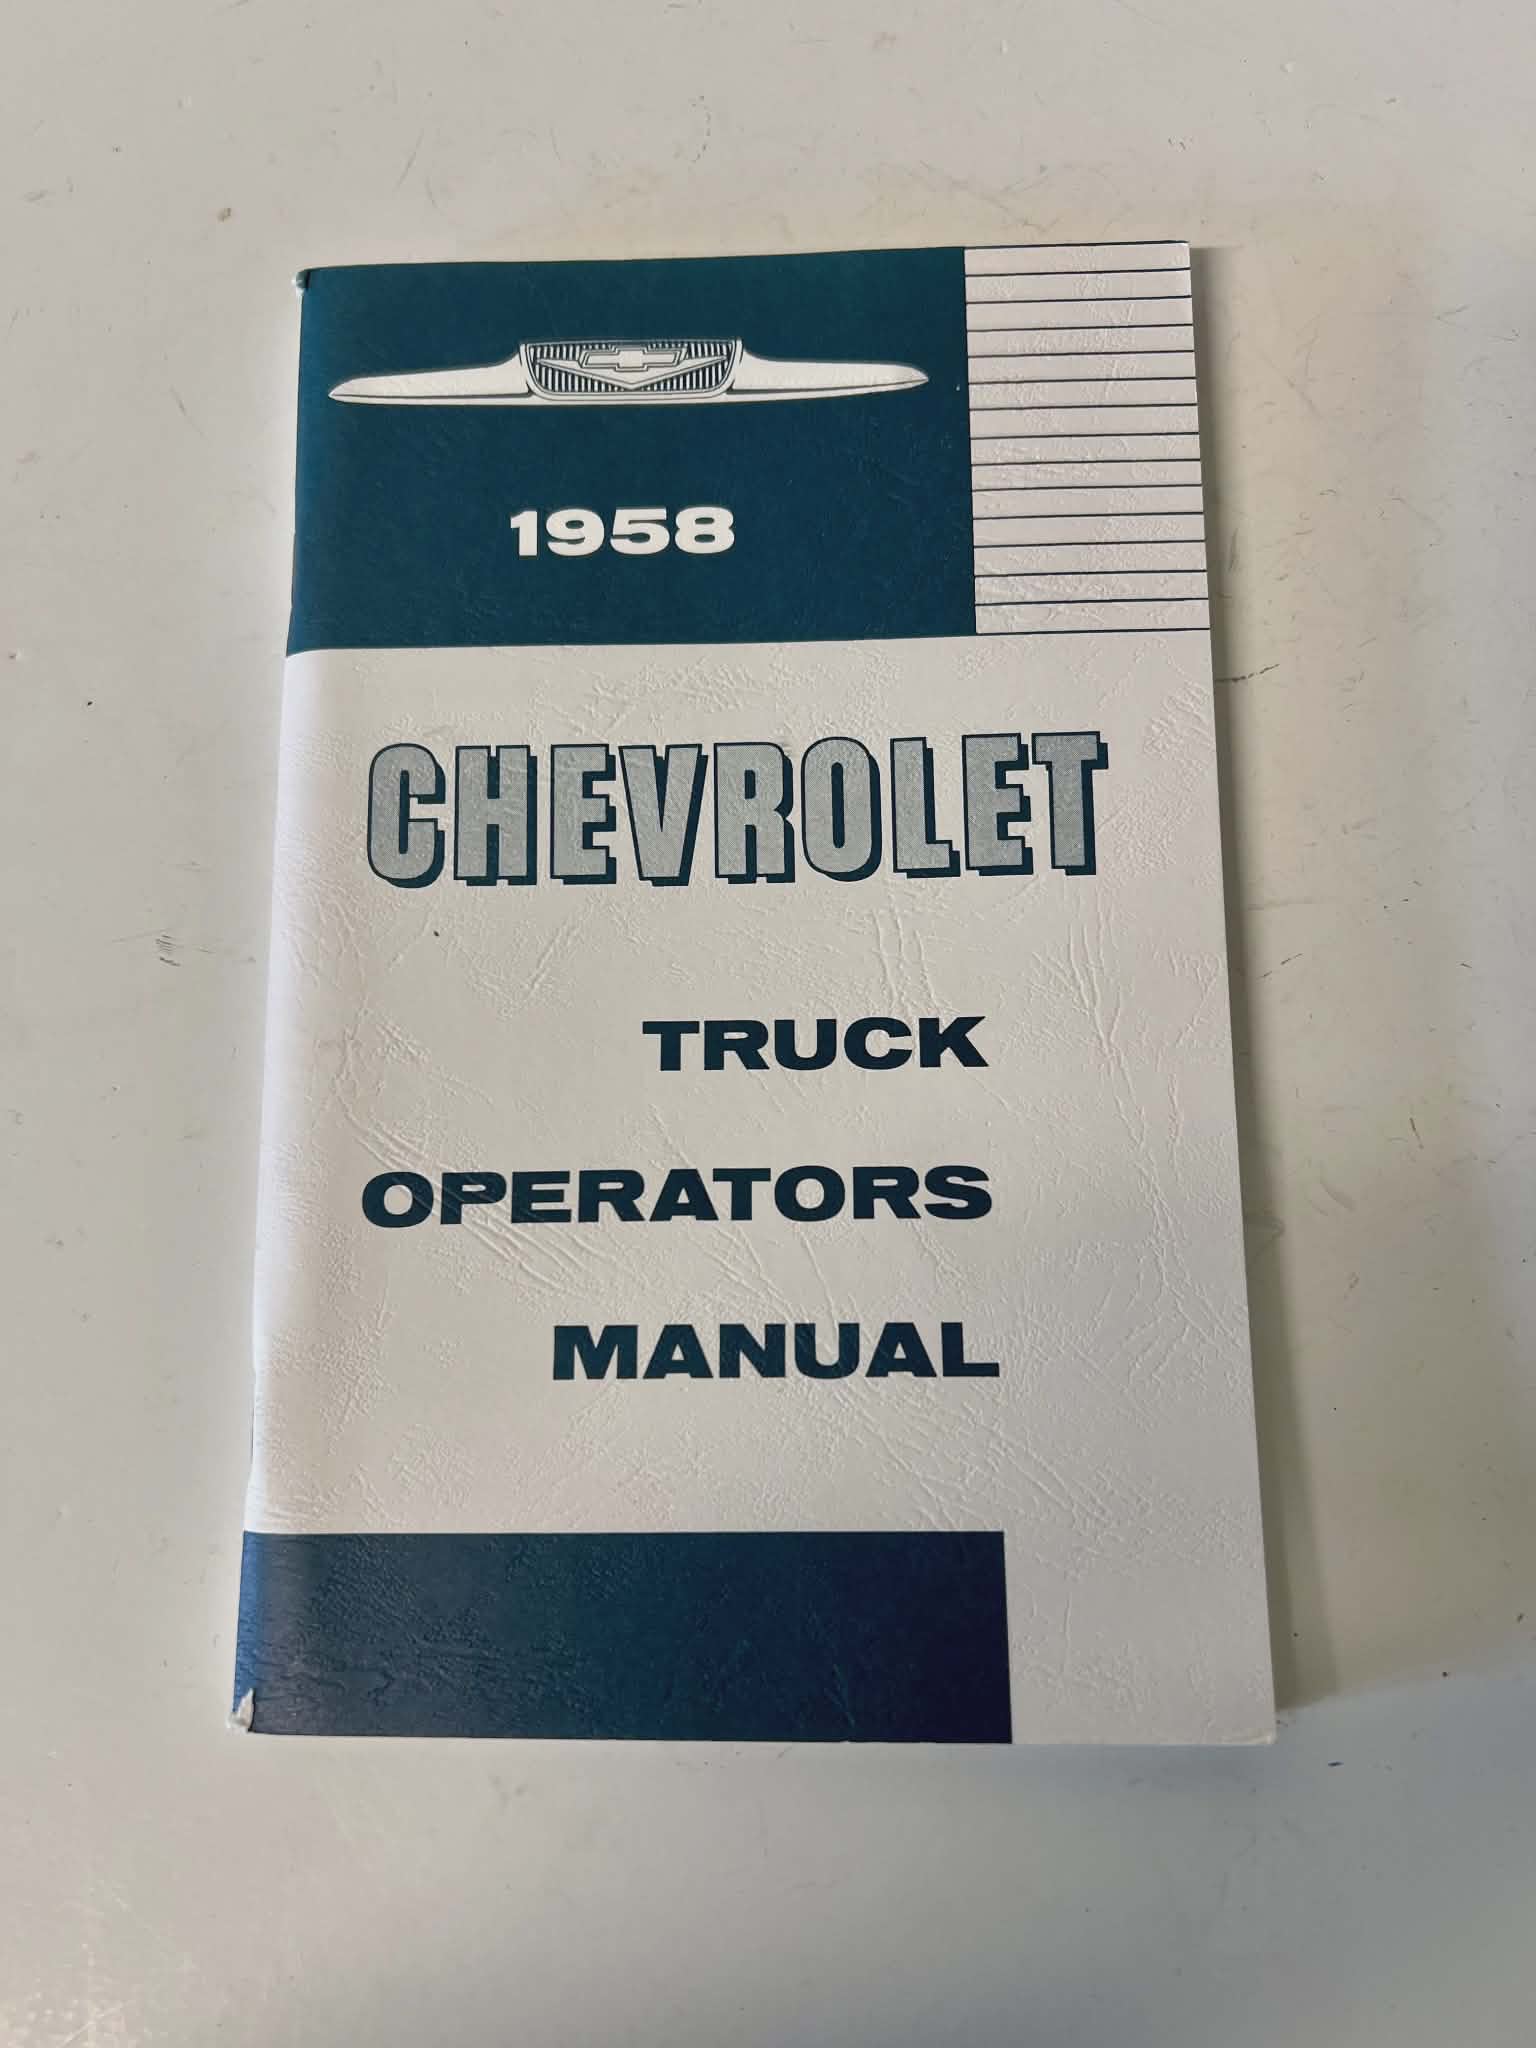 1958
CHEVROLET
TRUCK
OPERATORS
MANUAL